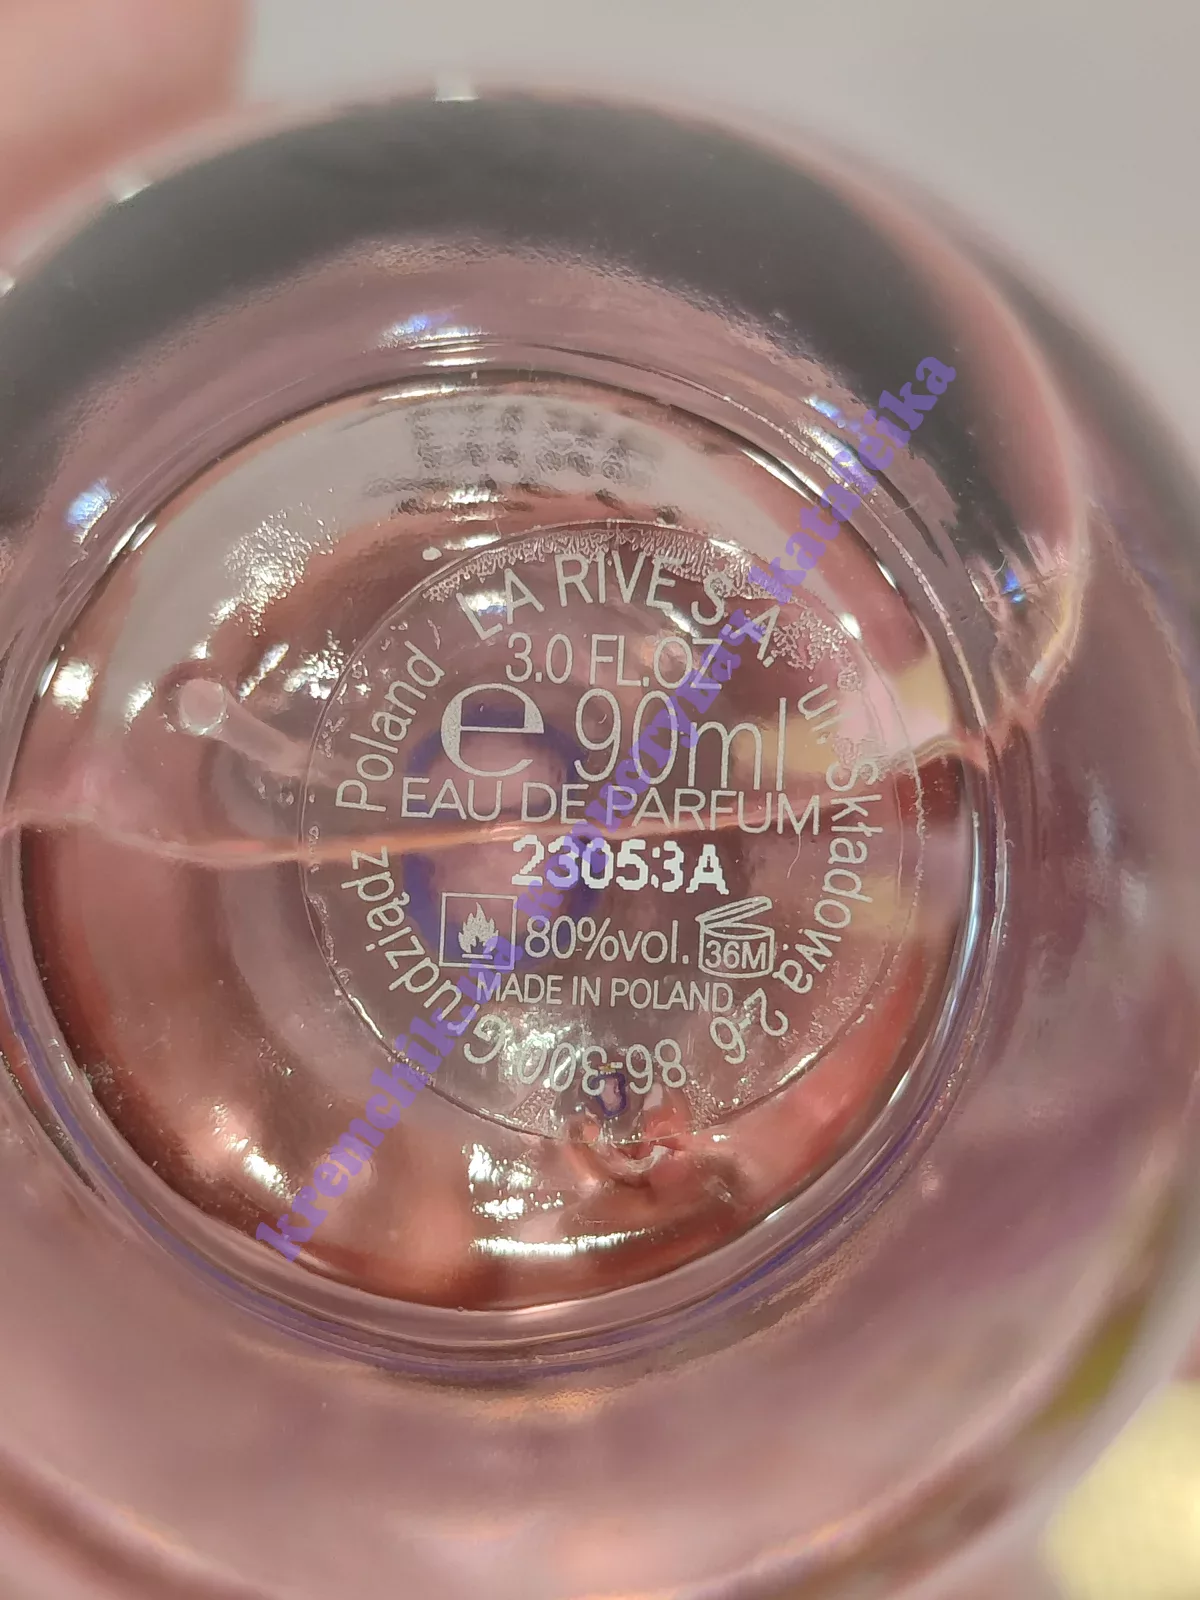 LA RIVE S.A. ul. Składowa 2-6
86-300 Grudziądz Poland
3.0 FL.OZ
e 90ml
EAU DE PARFUM
23053A
80%vol. 36M
MADE IN POLAND